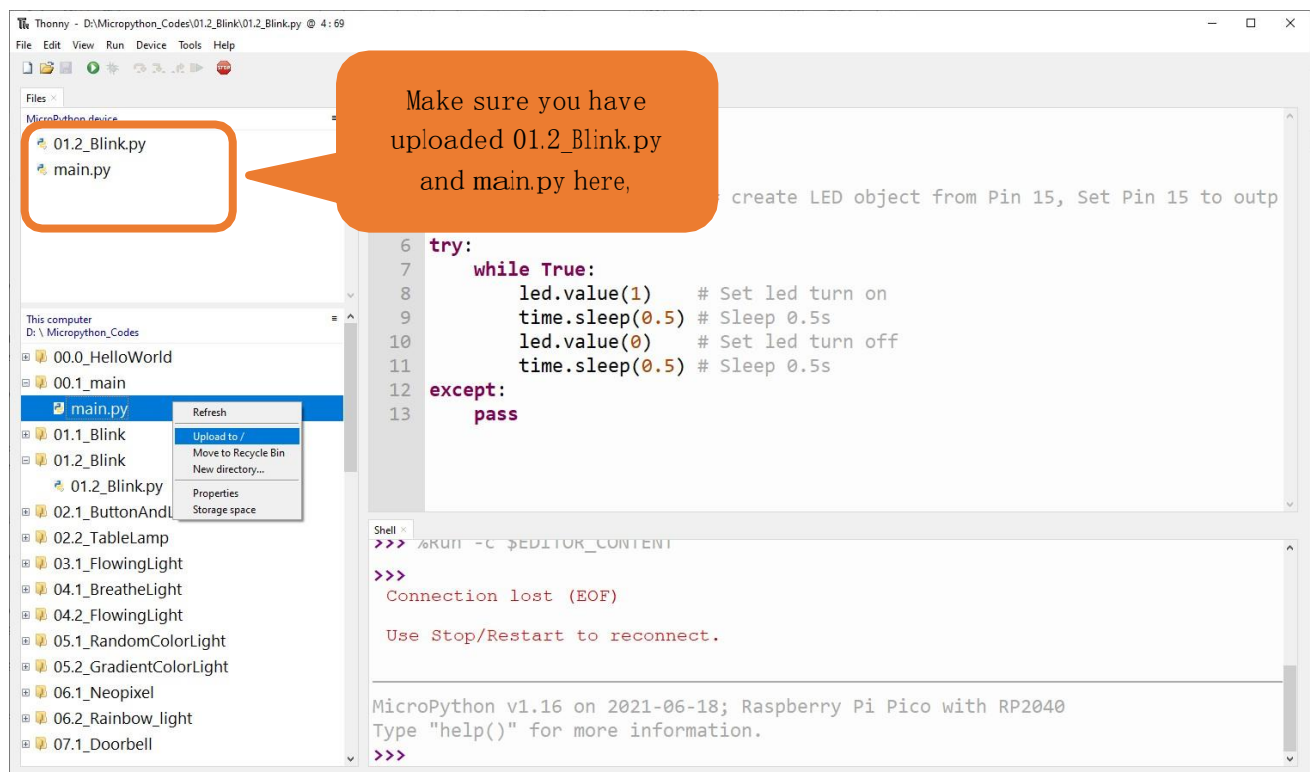 Thonny - D:\Micropython_Codes\01.2_Blink\01.2_Blink.py @ 4:69
File Edit View Run Device Tools Help
Files
MicroPython device
01.2_Blink.py
main.py
Make sure you have
uploaded 01.2_Blink.py
and main.py here,
create LED object from Pin 15, Set Pin 15 to outp
6 try:
7 while True:
8 led.value(1) # Set led turn on
9 time.sleep(0.5) # Sleep 0.5s
10 led.value(0) # Set led turn off
11 time.sleep(0.5) # Sleep 0.5s
12 except:
13 pass
This computer
D: \ Micropython_Codes
00.0_HelloWorld
00.1_main
main.py
01.1_Blink
01.2_Blink
01.2_Blink.py
02.1_ButtonAndL
02.2_TableLamp
03.1_FlowingLight
04.1_BreatheLight
04.2_FlowingLight
05.1_RandomColorLight
05.2_GradientColorLight
06.1_Neopixel
06.2_Rainbow_light
07.1_Doorbell
Refresh
Upload to /
Move to Recycle Bin
New directory...
Properties
Storage space
Shell
>>> %Run -c $EDITOR_CONTENT
>>>
Connection lost (EOF)
Use Stop/Restart to reconnect.
MicroPython v1.16 on 2021-06-18; Raspberry Pi Pico with RP2040
Type "help()" for more information.
>>>